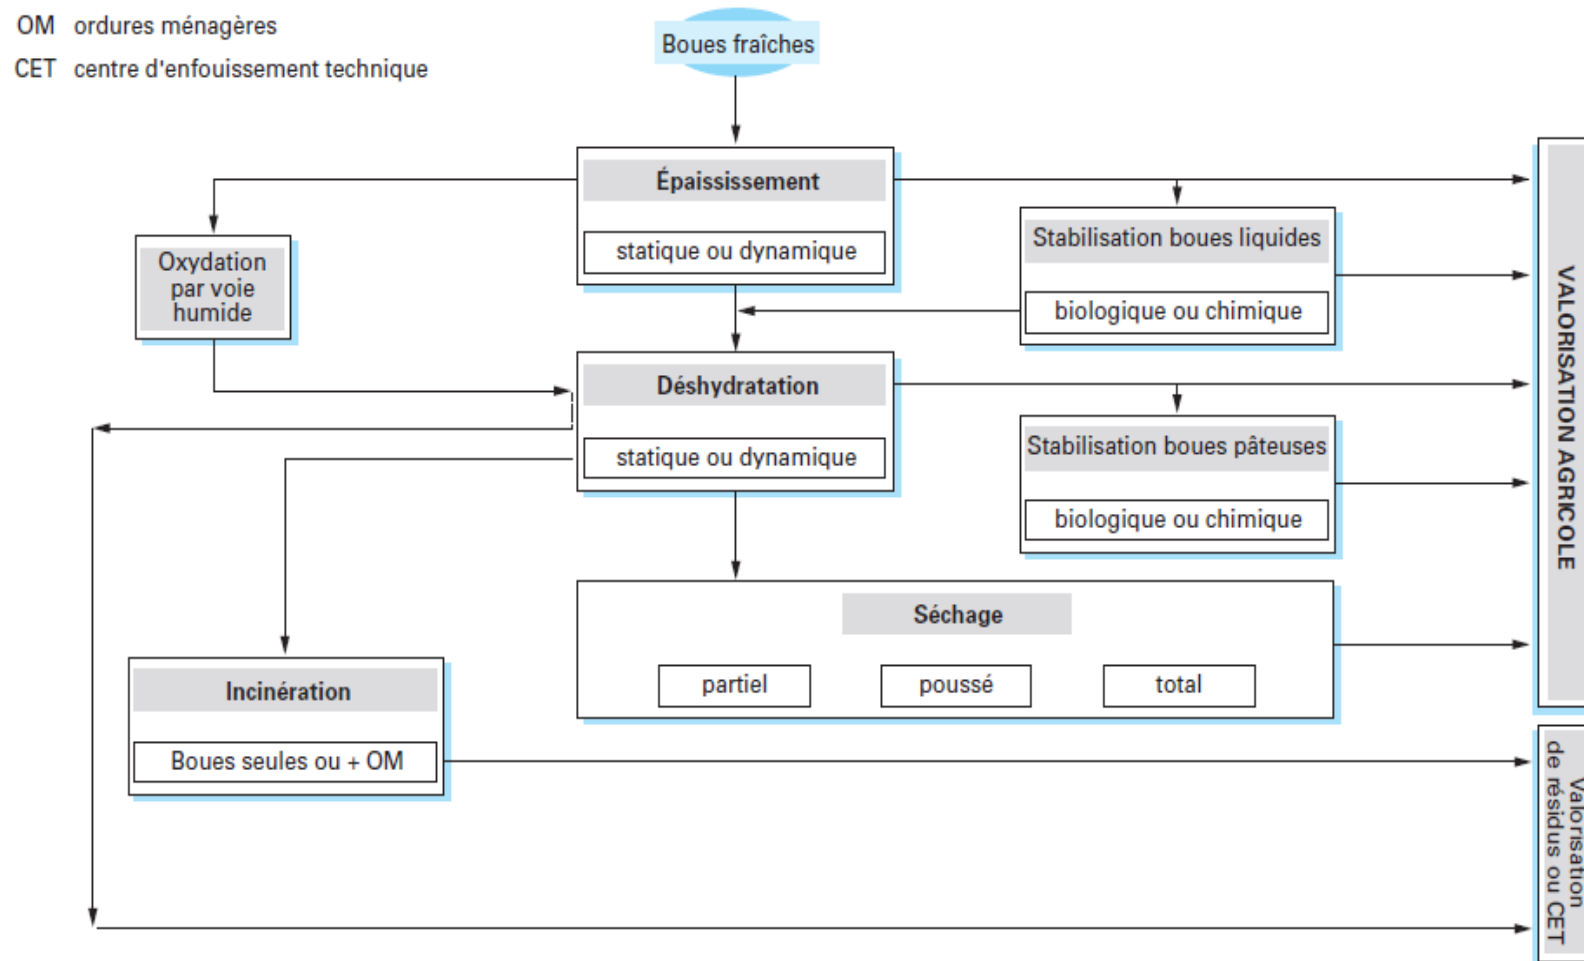 OM ordures ménagères
CET centre d'enfouissement technique
Boues fraîches
Épaississement
statique ou dynamique
Oxydation
par voie
humide
Stabilisation boues liquides
biologique ou chimique
Déshydratation
statique ou dynamique
Stabilisation boues pâteuses
biologique ou chimique
Séchage
partiel
poussé
total
Incinération
Boues seules ou + OM
VALORISATION AGRICOLE
Valorisation
de résidus ou CET